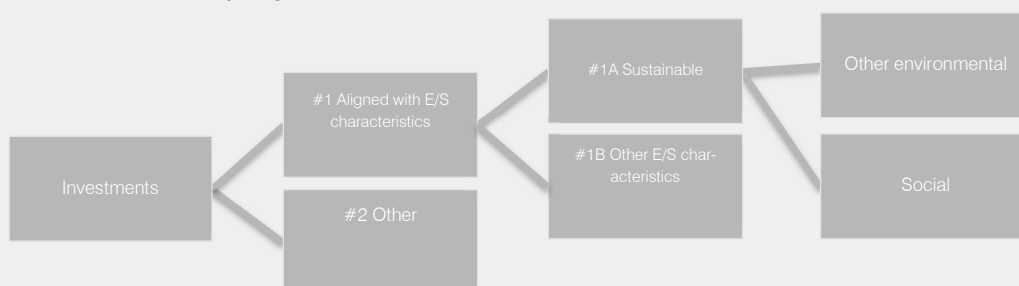 Investments
#1 Aligned with E/S
characteristics
#2 Other
#1A Sustainable
#1B Other E/S char-
acteristics
Other environmental
Social